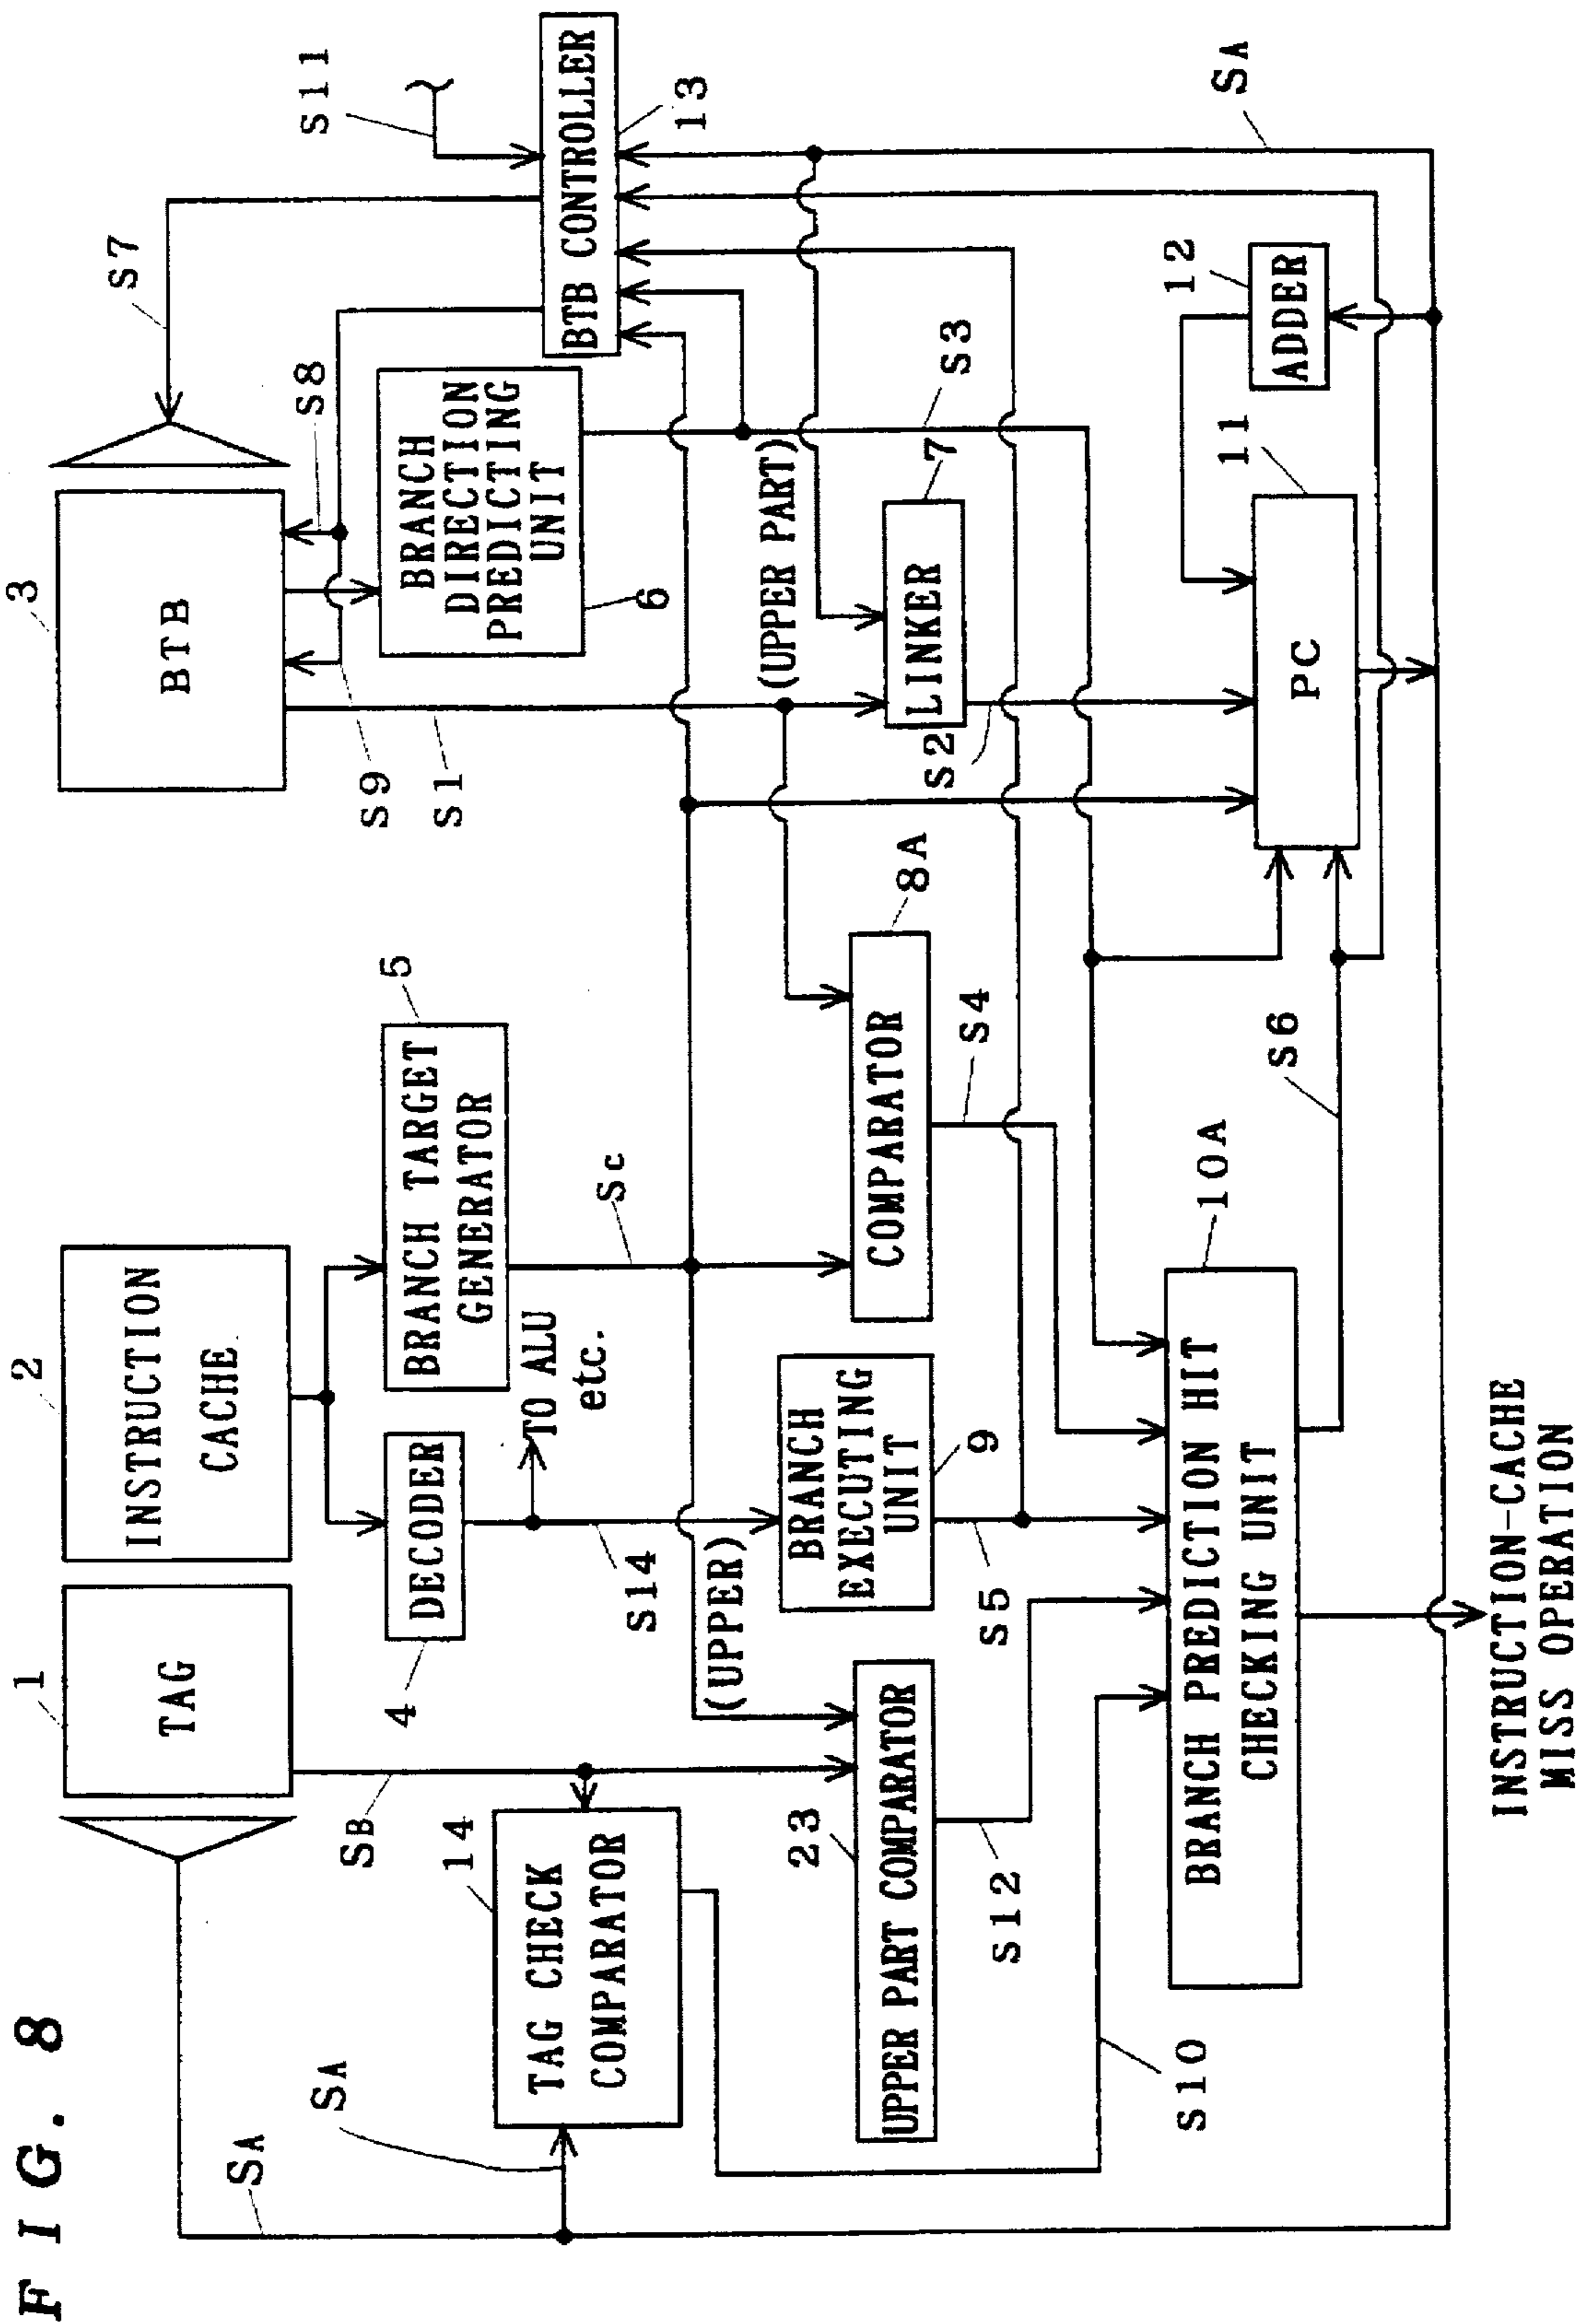 FIG. 8
1
TAG
2
INSTRUCTION
CACHE
3
BTB
SA
SA
SB
14
TAG CHECK
COMPARATOR
4
DECODER
S14
TO ALU
etc.
5
BRANCH TARGET
GENERATOR
Sc
S9
S1
S8
S7
BRANCH
DIRECTION
PREDICTING
UNIT
6
S11
BTB CONTROLLER
13
(UPPER)
23
UPPER PART COMPARATOR
S12
BRANCH
EXECUTING
UNIT
9
S5
8A
COMPARATOR
S4
(UPPER PART)
LINKER
7
S2
S3
S10
BRANCH PREDICTION HIT
CHECKING UNIT
10A
S6
PC
11
ADDER
12
SA
INSTRUCTION-CACHE
MISS OPERATION